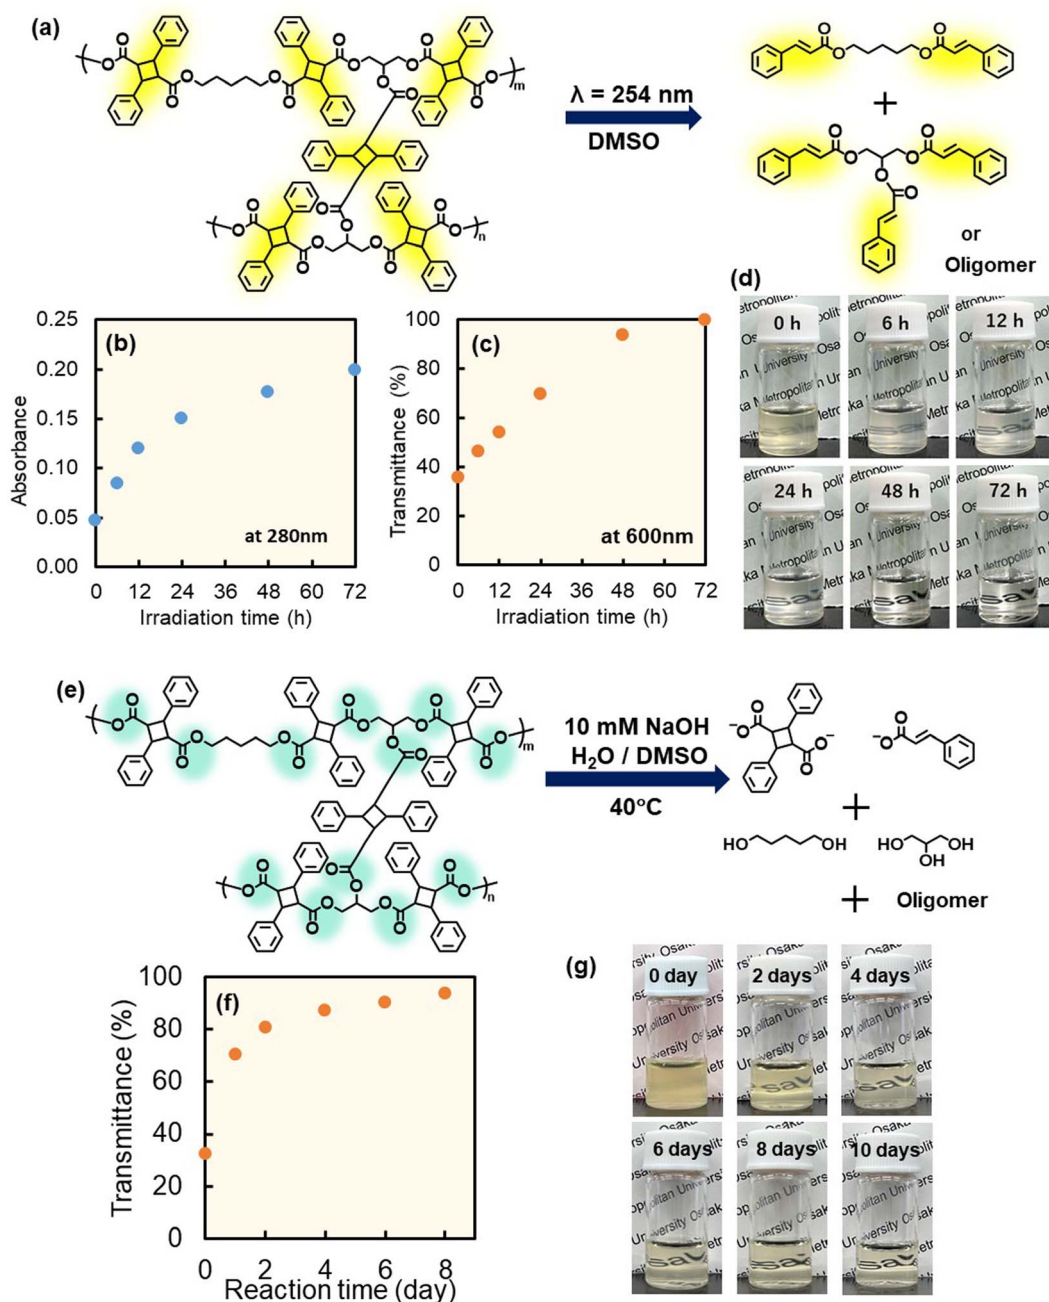 (a)
O
O
O
O
O
O
O
O
O
O
O
O
m
O
O
O
O
O
O
O
O
n
λ = 254 nm
DMSO
O
O
O
O
+
O
O
O
O
O
O
or
Oligomer
(b)
Absorbance
0.25
0.20
0.15
0.10
0.05
0.00
at 280nm
0 12 24 36 48 60 72
Irradiation time (h)
(c)
Transmittance (%)
100
80
60
40
20
0
at 600nm
0 12 24 36 48 60 72
Irradiation time (h)
(d)
0 h
6 h
12 h
University
Metropolitan
24 h
48 h
72 h
University
Metropolitan
(e)
m
n
10 mM NaOH
H₂O / DMSO
40°C
⁻O
O
O
O⁻
⁻O
O
+
HO
OH
HO
OH
OH
+
Oligomer
(f)
Transmittance (%)
100
80
60
40
20
0
0 2 4 6 8
Reaction time (day)
(g)
0 day
2 days
4 days
6 days
8 days
10 days